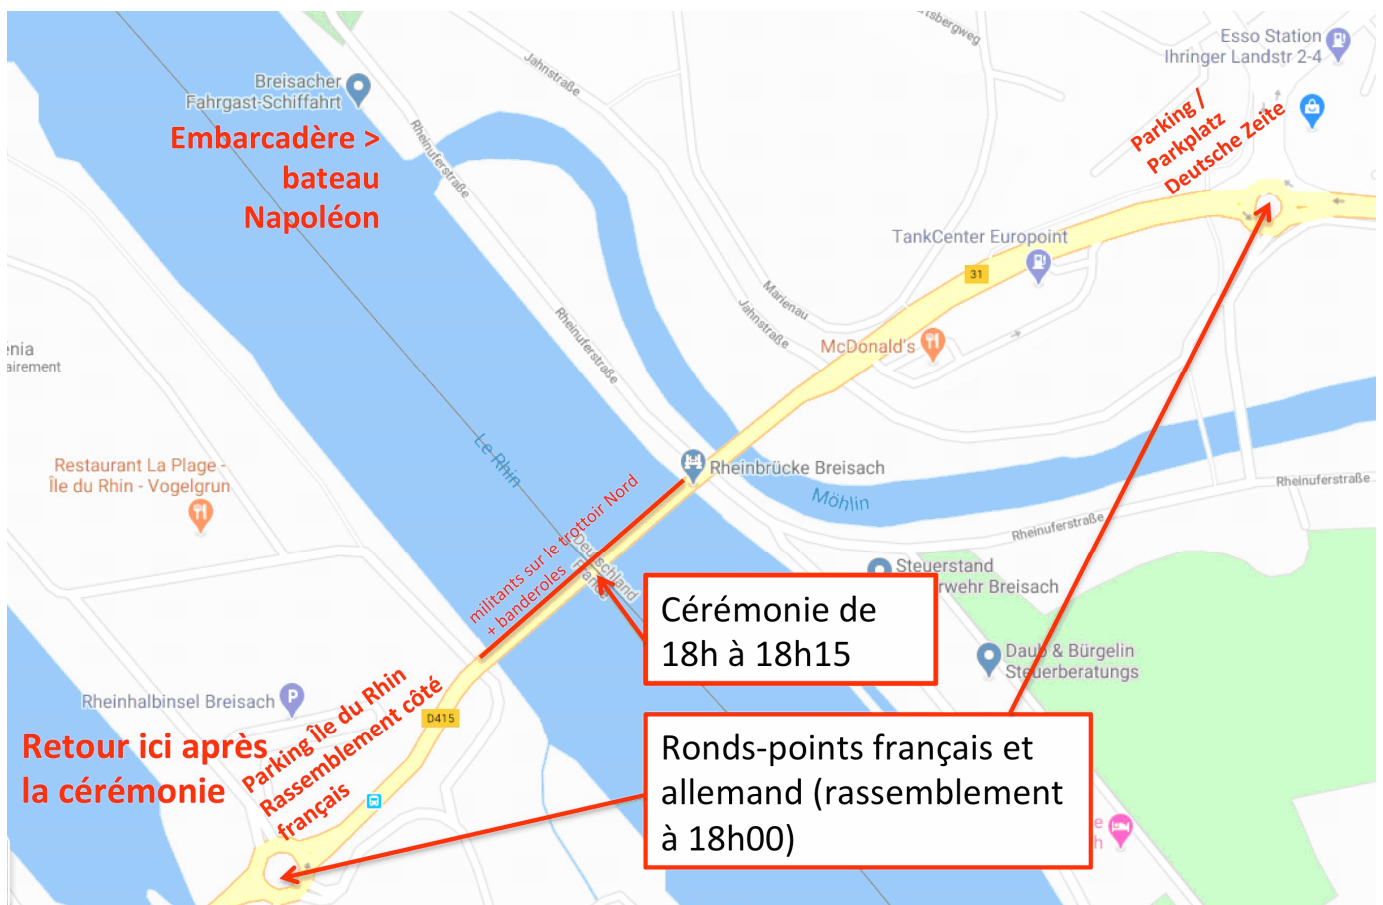 Esso Station
Ihringer Landstr 2-4
Jahnstraße
Breisacher
Fahrgast-Schiffahrt
Embarcadère >
bateau
Napoléon
Rheinuferstraße
Parking /
Parkplatz
Deutsche Zeite
TankCenter Europoint
31
Marienau
Jahnstraße
McDonald's
Rheinuferstraße
Le Rhin
Rheinbrücke Breisach
Möhlin
Rheinuferstraße
Rheinuferstraße
Restaurant La Plage -
Île du Rhin - Vogelgrun
militants sur le trottoir Nord
+ banderoles
Deutschland
France
Steuerstand
Breisach
Cérémonie de
18h à 18h15
Daub & Bürgelin
Steuerberatungs
Rheinhalbinsel Breisach
P
D415
Parking Île du Rhin
Rassemblement côté
français
Retour ici après
la cérémonie
Ronds-points français et
allemand (rassemblement
à 18h00)